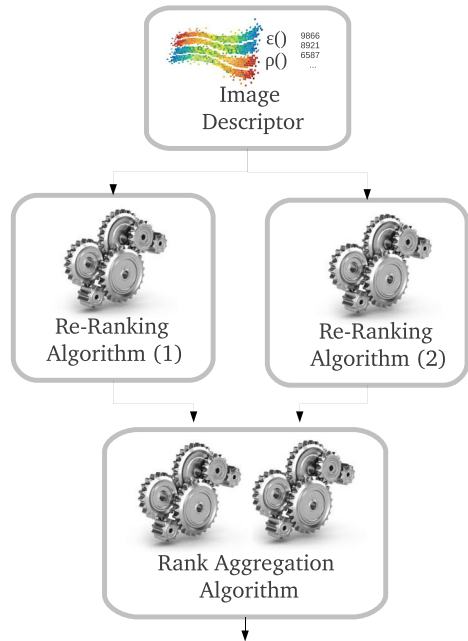 ε()
ρ()
9866
8921
6587
...
Image
Descriptor
Re-Ranking
Algorithm (1)
Re-Ranking
Algorithm (2)
Rank Aggregation
Algorithm